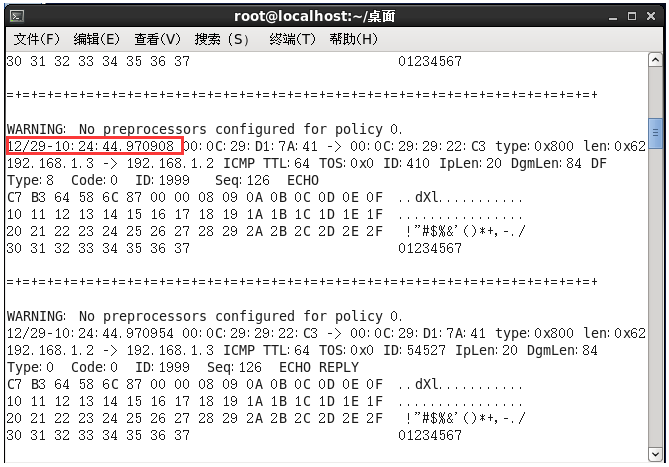 root@localhost:~/桌面
文件(F) 编辑(E) 查看(V) 搜索 (S) 终端(T) 帮助(H)
30 31 32 33 34 35 36 37 01234567
=+=+=+=+=+=+=+=+=+=+=+=+=+=+=+=+=+=+=+=+=+=+=+=+=+=+=+=+=+=+=+=+=+=+=+=+=+
WARNING: No preprocessors configured for policy 0.
12/29-10:24:44.970908 00:0C:29:D1:7A:41 -> 00:0C:29:29:22:C3 type:0x800 len:0x62
192.168.1.3 -> 192.168.1.2 ICMP TTL:64 TOS:0x0 ID:410 IpLen:20 DgmLen:84 DF
Type:8 Code:0 ID:1999 Seq:126 ECHO
C7 B3 64 58 6C 87 00 00 08 09 0A 0B 0C 0D 0E 0F ..dXl...........
10 11 12 13 14 15 16 17 18 19 1A 1B 1C 1D 1E 1F ................
20 21 22 23 24 25 26 27 28 29 2A 2B 2C 2D 2E 2F !"#$%&'()*+,-./
30 31 32 33 34 35 36 37 01234567
=+=+=+=+=+=+=+=+=+=+=+=+=+=+=+=+=+=+=+=+=+=+=+=+=+=+=+=+=+=+=+=+=+=+=+=+=+
WARNING: No preprocessors configured for policy 0.
12/29-10:24:44.970954 00:0C:29:29:22:C3 -> 00:0C:29:D1:7A:41 type:0x800 len:0x62
192.168.1.2 -> 192.168.1.3 ICMP TTL:64 TOS:0x0 ID:54527 IpLen:20 DgmLen:84
Type:0 Code:0 ID:1999 Seq:126 ECHO REPLY
C7 B3 64 58 6C 87 00 00 08 09 0A 0B 0C 0D 0E 0F ..dXl...........
10 11 12 13 14 15 16 17 18 19 1A 1B 1C 1D 1E 1F ................
20 21 22 23 24 25 26 27 28 29 2A 2B 2C 2D 2E 2F !"#$%&'()*+,-./
30 31 32 33 34 35 36 37 01234567